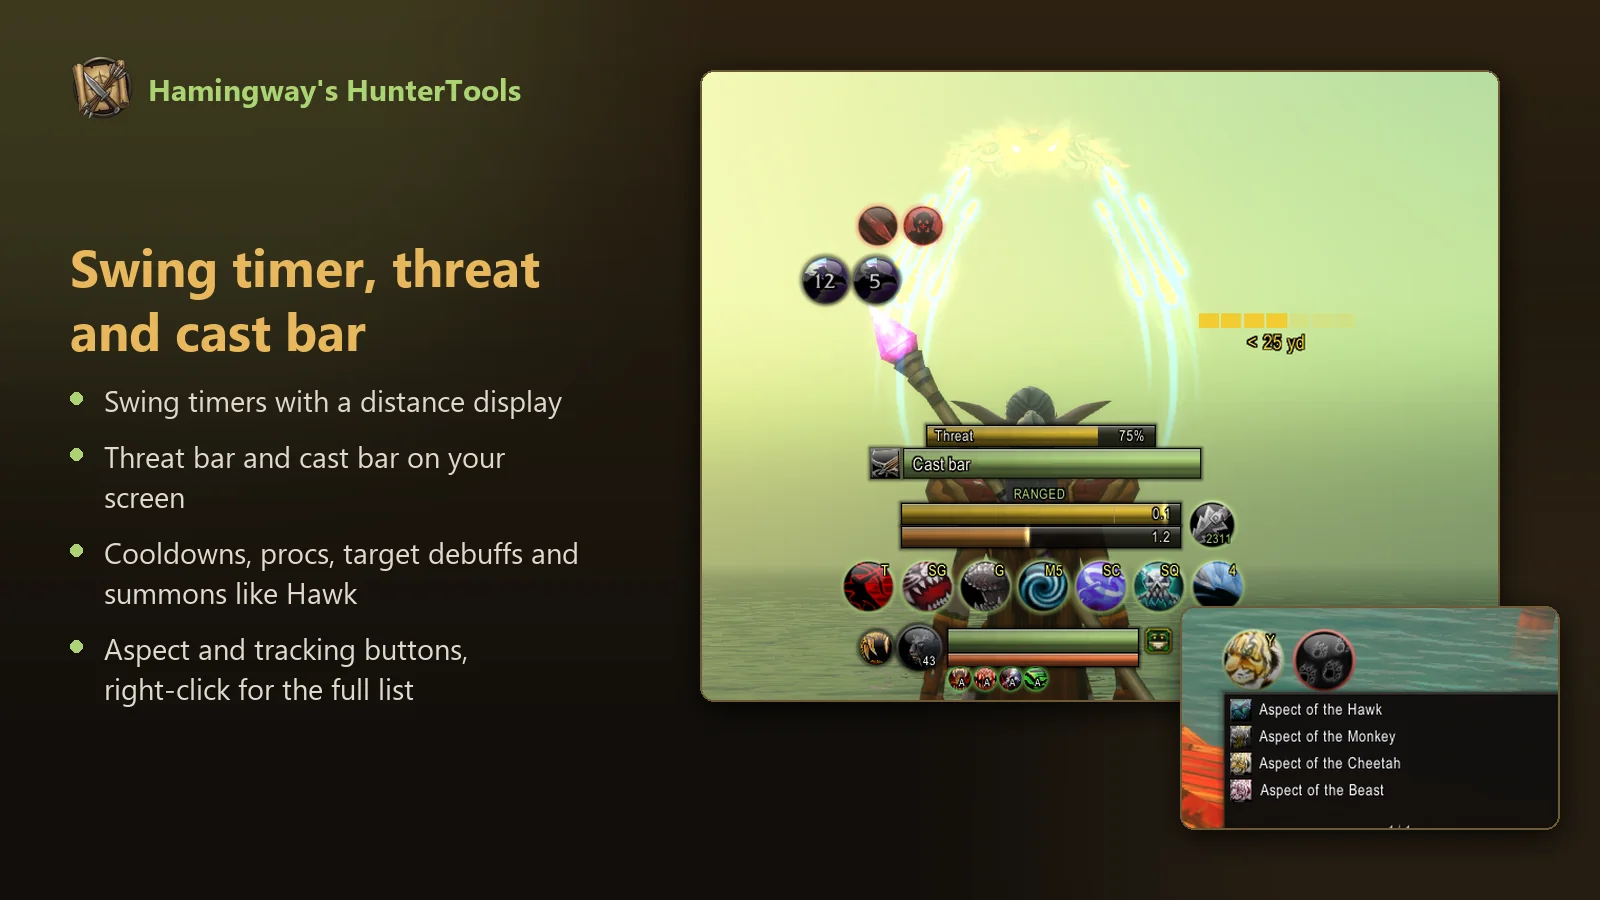 Hamingway's HunterTools
Swing timer, threat
and cast bar
Swing timers with a distance display
Threat bar and cast bar on your
screen
Cooldowns, procs, target debuffs and
summons like Hawk
Aspect and tracking buttons,
right-click for the full list
12 5
< 25 yd
Threat 75%
Cast bar
RANGED
0.1
1.2
2311
T SG G M5 SC SQ 4
43
A A A A
Y
Aspect of the Hawk
Aspect of the Monkey
Aspect of the Cheetah
Aspect of the Beast